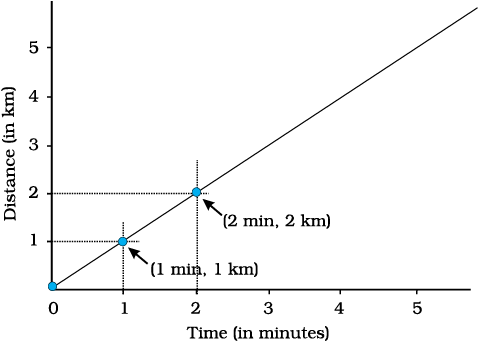 5
4
3
2
1
Distance (in km)
(2 min, 2 km)
(1 min, 1 km)
0 1 2 3 4 5
Time (in minutes)